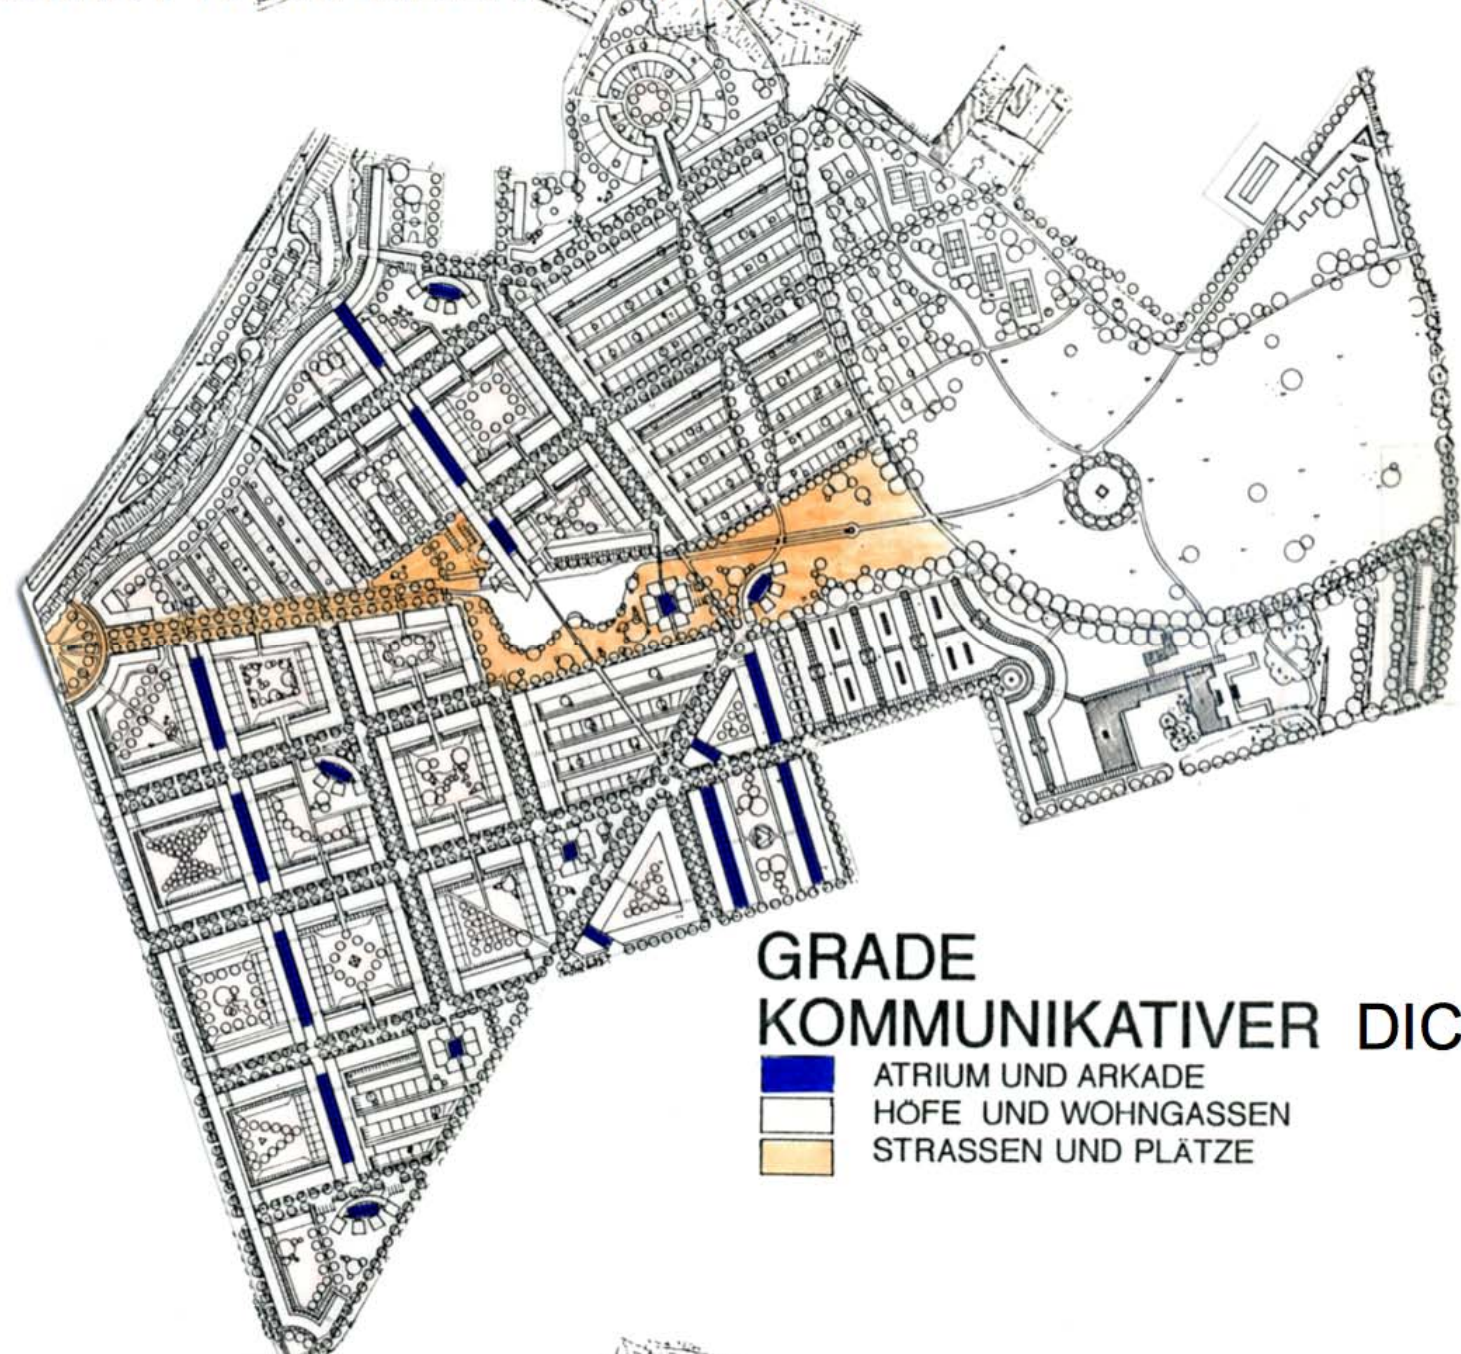 GRADE
KOMMUNIKATIVER DIC
ATRIUM UND ARKADE
HÖFE UND WOHNGASSEN
STRASSEN UND PLÄTZE